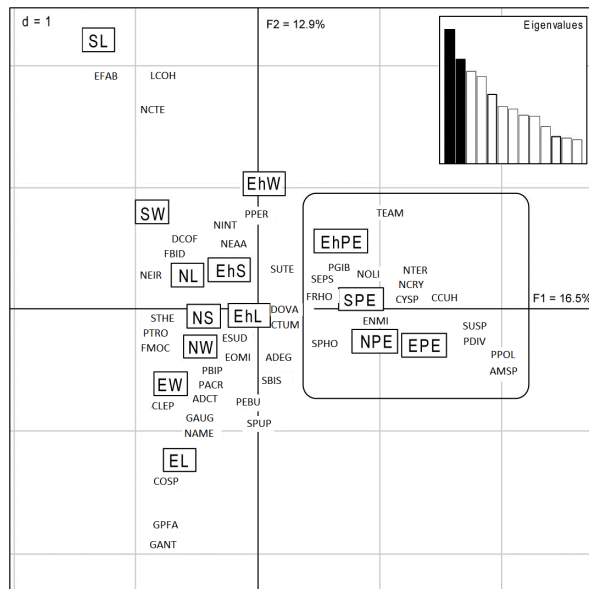 d = 1
F2 = 12.9%
Eigenvalues
SL
EFAB
LCOH
NCTE
EhW
SW
PPER
TEAM
NINT
DCOF
NEAA
EhPE
FBID
NEIR
NL
EhS
SUTE
PGIB
SEPS
NOLI
NTER
NCRY
FRHO
SPE
CYSP
CCUH
F1 = 16.5%
STHE
NS
EhL
DOVA
CTUM
ENMI
SUSP
PTRO
ESUD
SPHO
NPE
EPE
PDIV
FMOC
NW
EOMI
ADEG
PPOL
AMSP
PBIP
EW
PACR
SBIS
ADCT
CLEP
PEBU
GAUG
SPUP
NAME
EL
COSP
GPFA
GANT